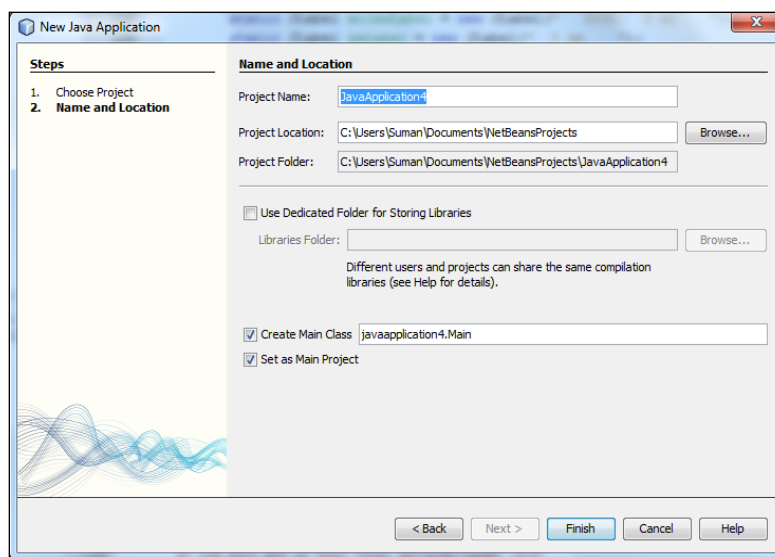 New Java Application
Steps
1. Choose Project
2. Name and Location
Name and Location
Project Name: JavaApplication4
Project Location: C:\Users\Suman\Documents\NetBeansProjects Browse...
Project Folder: C:\Users\Suman\Documents\NetBeansProjects\JavaApplication4
Use Dedicated Folder for Storing Libraries
Libraries Folder: Browse...
Different users and projects can share the same compilation
libraries (see Help for details).
Create Main Class javaapplication4.Main
Set as Main Project
< Back Next > Finish Cancel Help